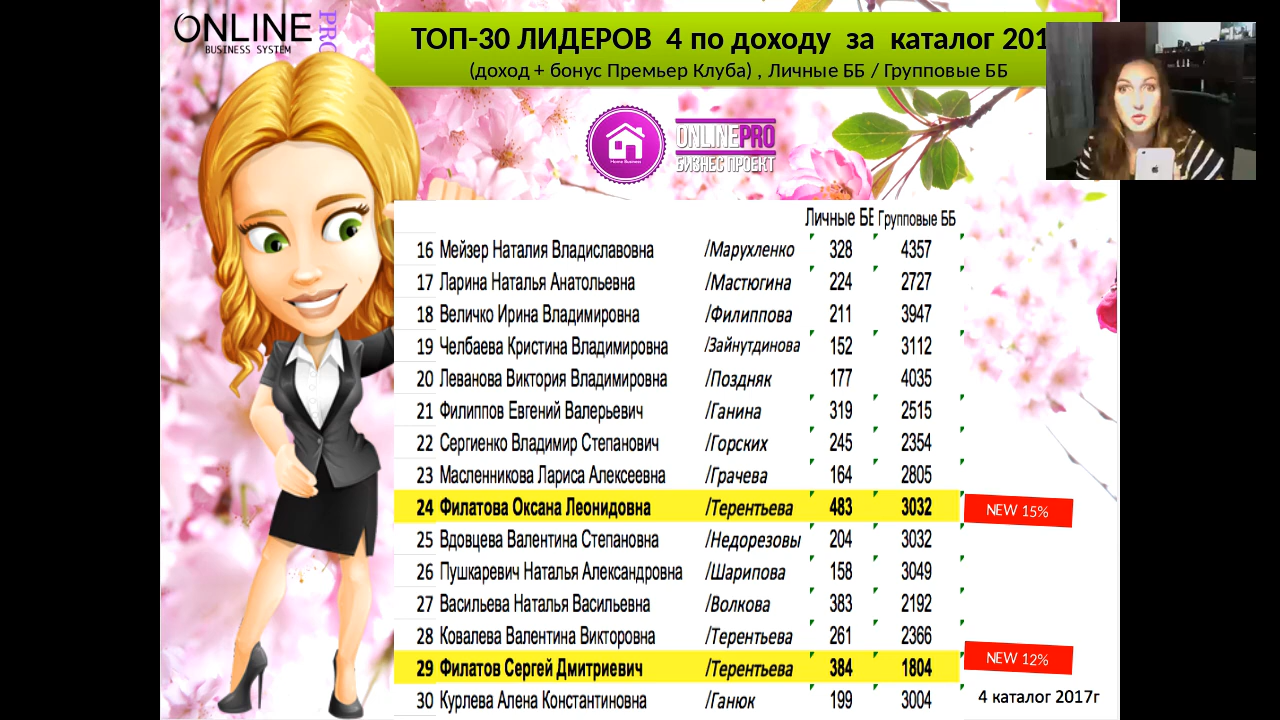 ONLINE PRO
BUSINESS SYSTEM
ТОП-30 ЛИДЕРОВ 4 по доходу за каталог 201
(доход + бонус Премьер Клуба) , Личные ББ / Групповые ББ
Home Business
ONLINEPRO
БИЗНЕС ПРОЕКТ
Личные ББ Групповые ББ
16 Мейзер Наталия Владиславовна /Марухленко 328 4357
17 Ларина Наталья Анатольевна /Мастюгина 224 2727
18 Величко Ирина Владимировна /Филиппова 211 3947
19 Челбаева Кристина Владимировна /Зайнутдинова 152 3112
20 Леванова Виктория Владимировна /Поздняк 177 4035
21 Филиппов Евгений Валерьевич /Ганина 319 2515
22 Сергиенко Владимир Степанович /Горских 245 2354
23 Масленникова Лариса Алексеевна /Грачева 164 2805
24 Филатова Оксана Леонидовна /Терентьева 483 3032 NEW 15%
25 Вдовцева Валентина Степановна /Недорезовы 204 3032
26 Пушкаревич Наталья Александровна /Шарипова 158 3049
27 Васильева Наталья Васильевна /Волкова 383 2192
28 Ковалева Валентина Викторовна /Терентьева 261 2366
29 Филатов Сергей Дмитриевич /Терентьева 384 1804 NEW 12%
30 Курлева Алена Константиновна /Ганюк 199 3004
4 каталог 2017г